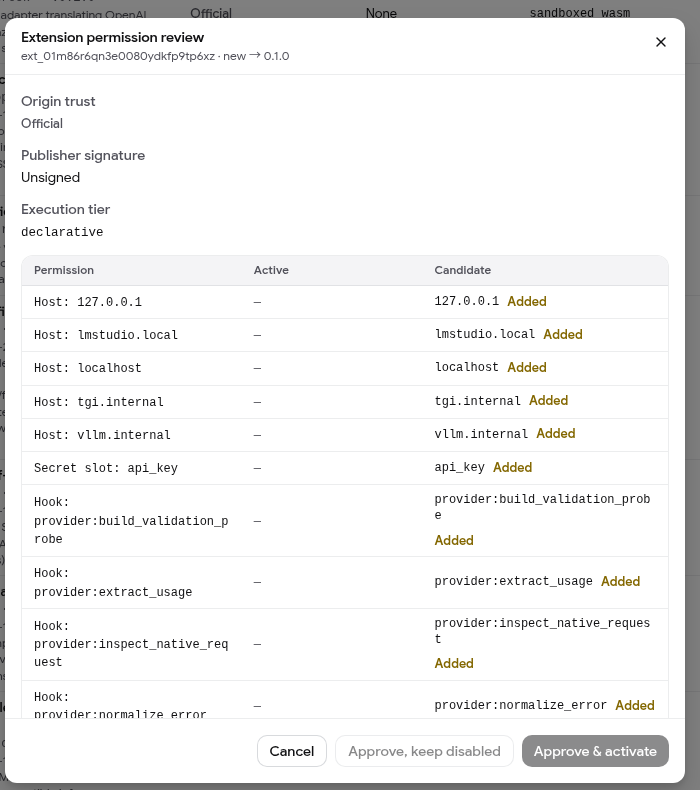 adapter translating OpenAI
Official
None
sandboxed wasm
Extension permission review
ext_01m86r6qn3e0080ydkfp9tp6xz · new → 0.1.0
Origin trust
Official
Publisher signature
Unsigned
Execution tier
declarative
Permission Active Candidate
Host: 127.0.0.1 — 127.0.0.1 Added
Host: lmstudio.local — lmstudio.local Added
Host: localhost — localhost Added
Host: tgi.internal — tgi.internal Added
Host: vllm.internal — vllm.internal Added
Secret slot: api_key — api_key Added
Hook:
provider:build_validation_p
robe
—
provider:build_validation_prob
e
Added
Hook:
provider:extract_usage
—
provider:extract_usage Added
Hook:
provider:inspect_native_req
uest
—
provider:inspect_native_reques
t
Added
Hook:
provider:normalize_error
—
provider:normalize_error Added
Cancel
Approve, keep disabled
Approve & activate